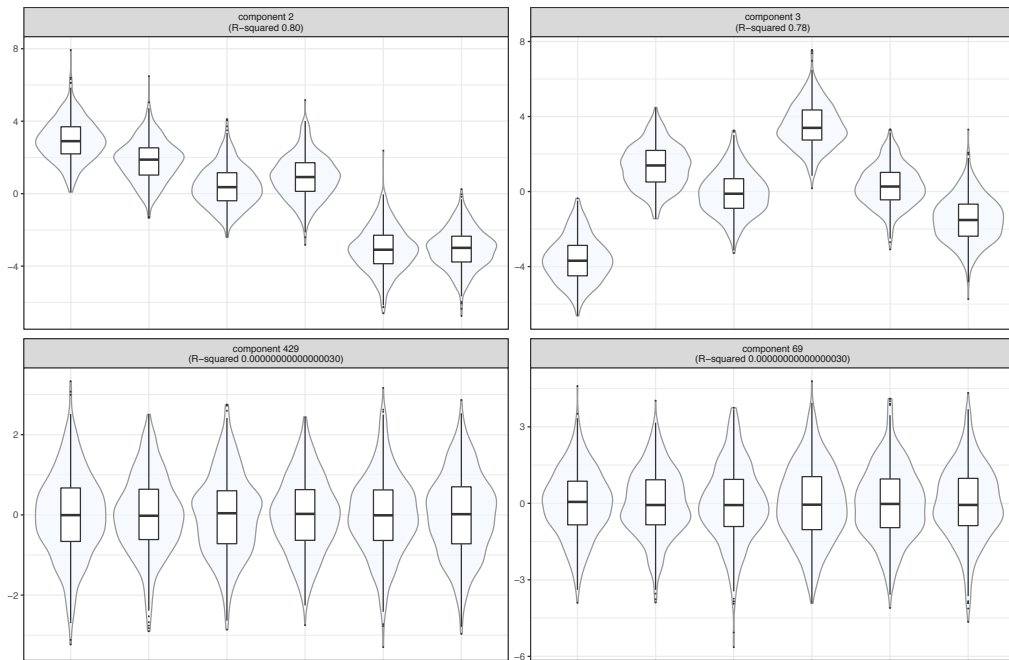 component 2
(R−squared 0.80)
8
4
0
−4
component 3
(R−squared 0.78)
8
4
0
−4
component 429
(R−squared 0.00000000000000030)
2
0
−2
component 69
(R−squared 0.00000000000000030)
3
0
−3
−6